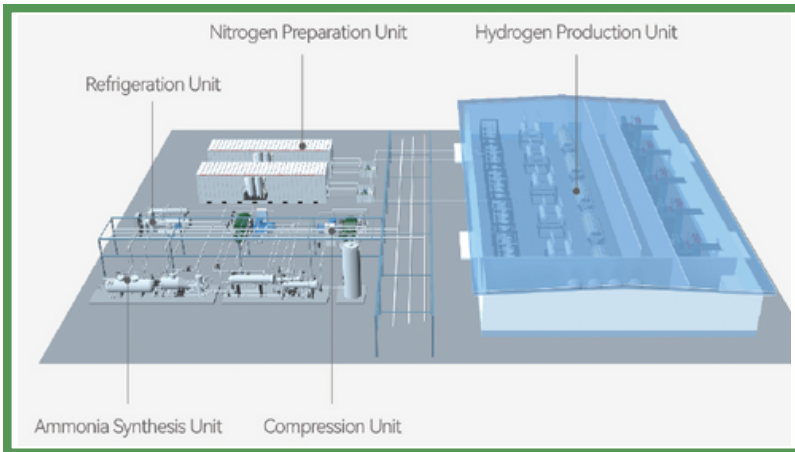 Nitrogen Preparation Unit
Hydrogen Production Unit
Refrigeration Unit
Ammonia Synthesis Unit
Compression Unit